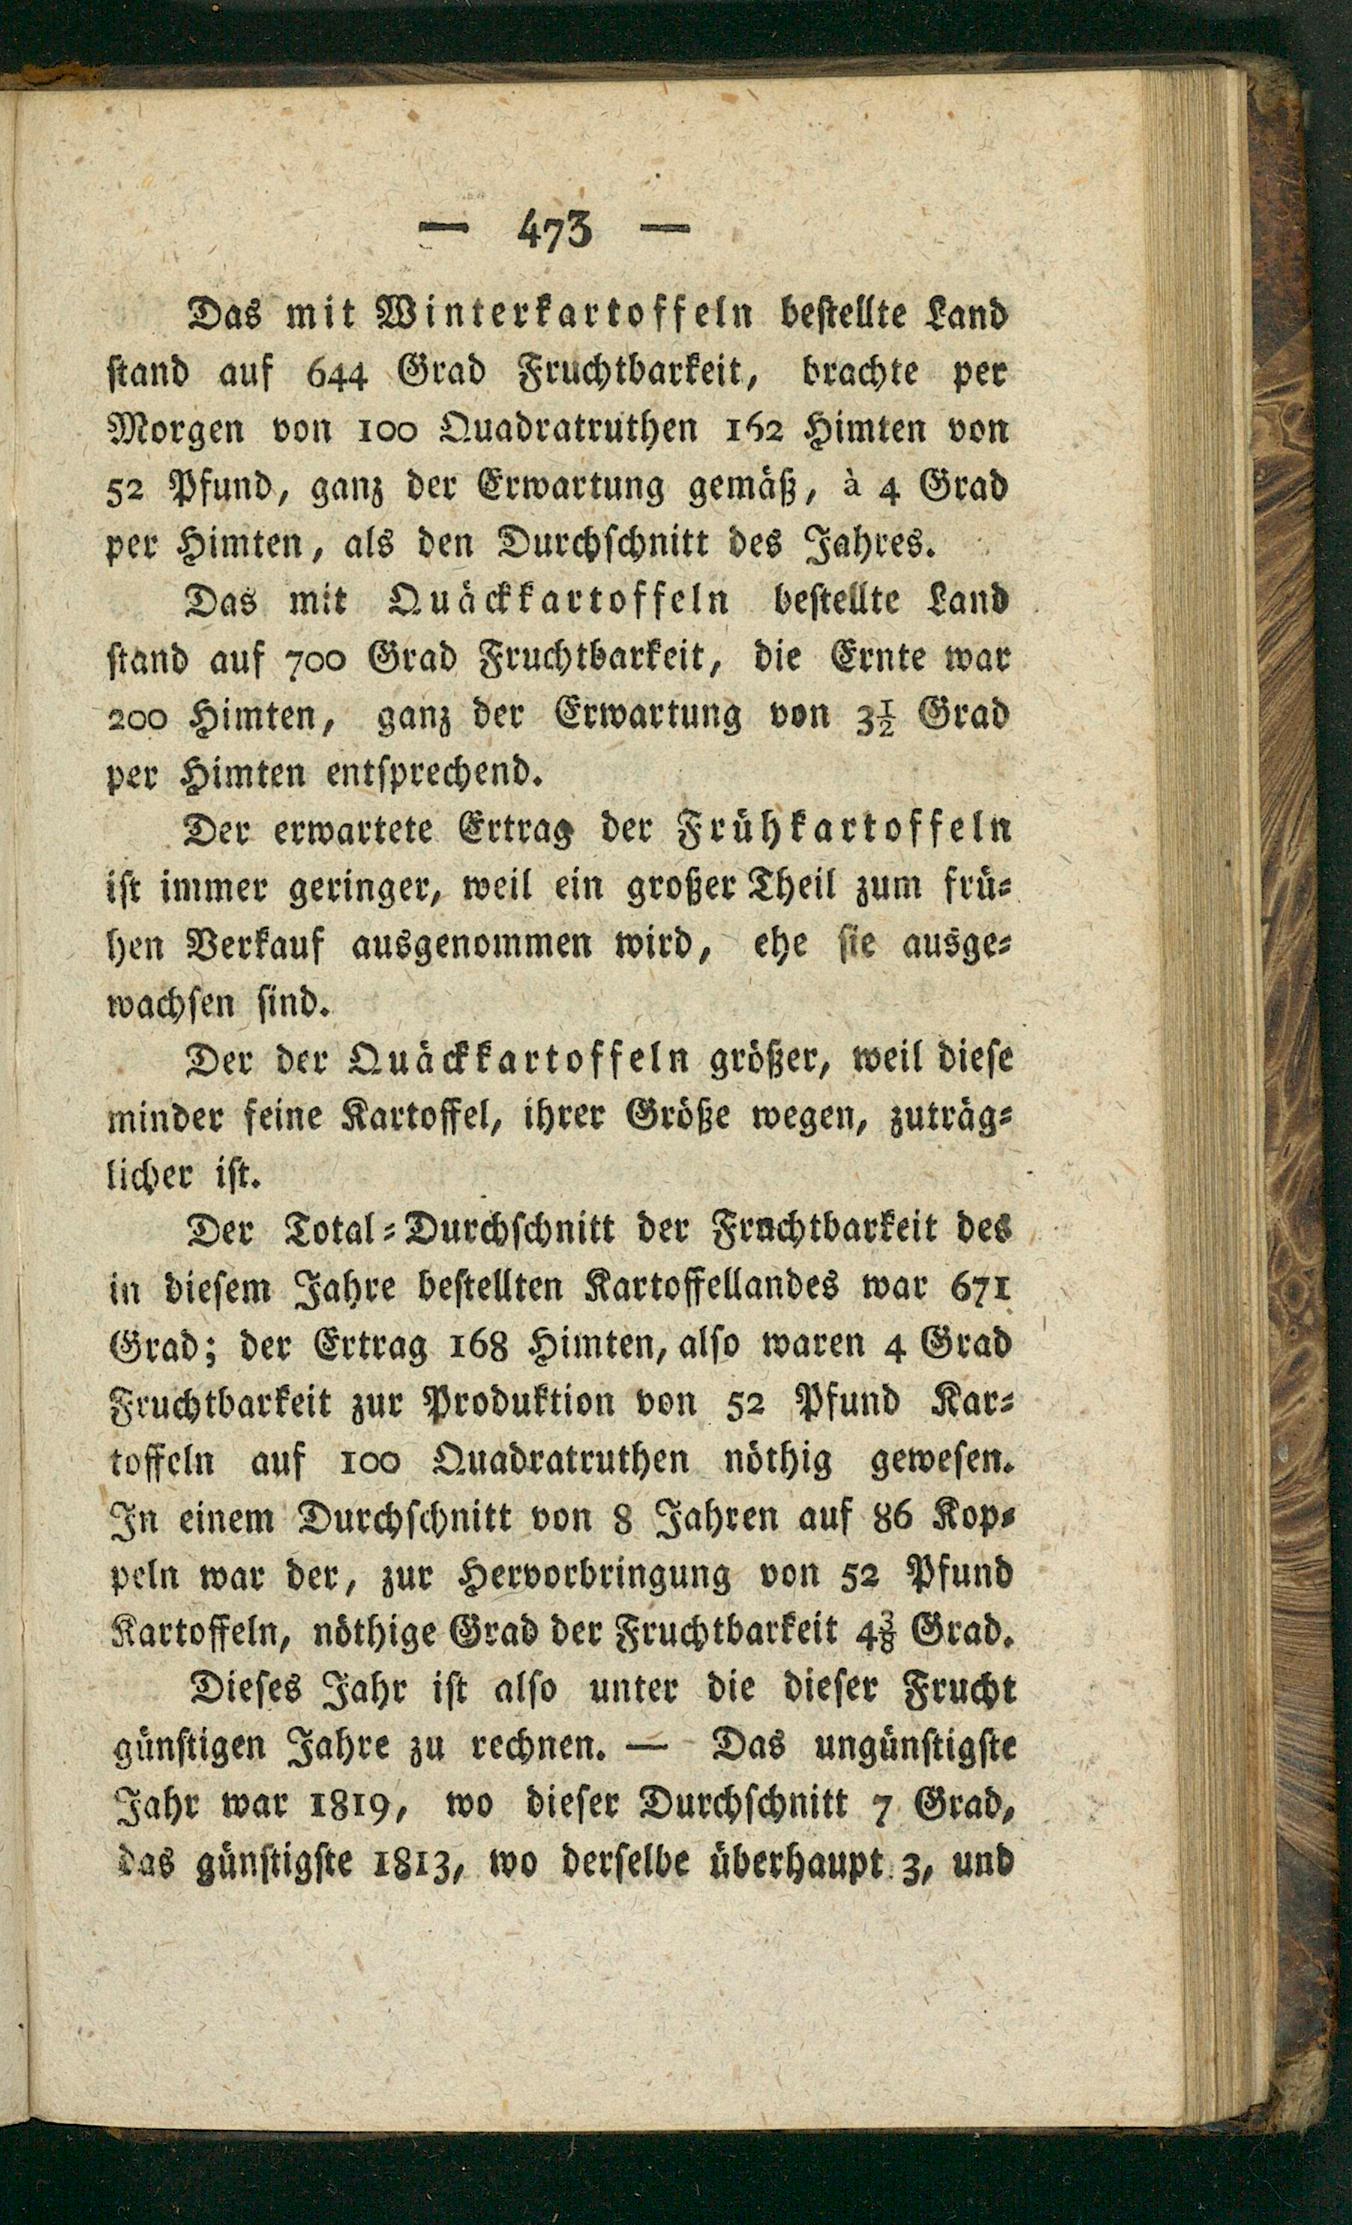 — 473 —
Das mit Winterkartoffeln bestellte Land
stand auf 644 Grad Fruchtbarkeit, brachte per
Morgen von 100 Quadratruthen 162 Himten von
52 Pfund, ganz der Erwartung gemäß, à 4 Grad
per Himten, als den Durchschnitt des Jahres.
Das mit Quäckkartoffeln bestellte Land
stand auf 700 Grad Fruchtbarkeit, die Ernte war
200 Himten, ganz der Erwartung von 3½ Grad
per Himten entsprechend.
Der erwartete Ertrag der Frühkartoffeln
ist immer geringer, weil ein großer Theil zum frü-
hen Verkauf ausgenommen wird, ehe sie ausge-
wachsen sind.
Der der Quäckkartoffeln größer, weil diese
minder feine Kartoffel, ihrer Größe wegen, zuträg-
licher ist.
Der Total-Durchschnitt der Fruchtbarkeit des
in diesem Jahre bestellten Kartoffellandes war 671
Grad; der Ertrag 168 Himten, also waren 4 Grad
Fruchtbarkeit zur Produktion von 52 Pfund Kar-
toffeln auf 100 Quadratruthen nöthig gewesen.
In einem Durchschnitt von 8 Jahren auf 86 Kop-
peln war der, zur Hervorbringung von 52 Pfund
Kartoffeln, nöthige Grad der Fruchtbarkeit 4⅜ Grad.
Dieses Jahr ist also unter die dieser Frucht
günstigen Jahre zu rechnen. — Das ungünstigste
Jahr war 1819, wo dieser Durchschnitt 7 Grad,
das günstigste 1813, wo derselbe überhaupt 3, und